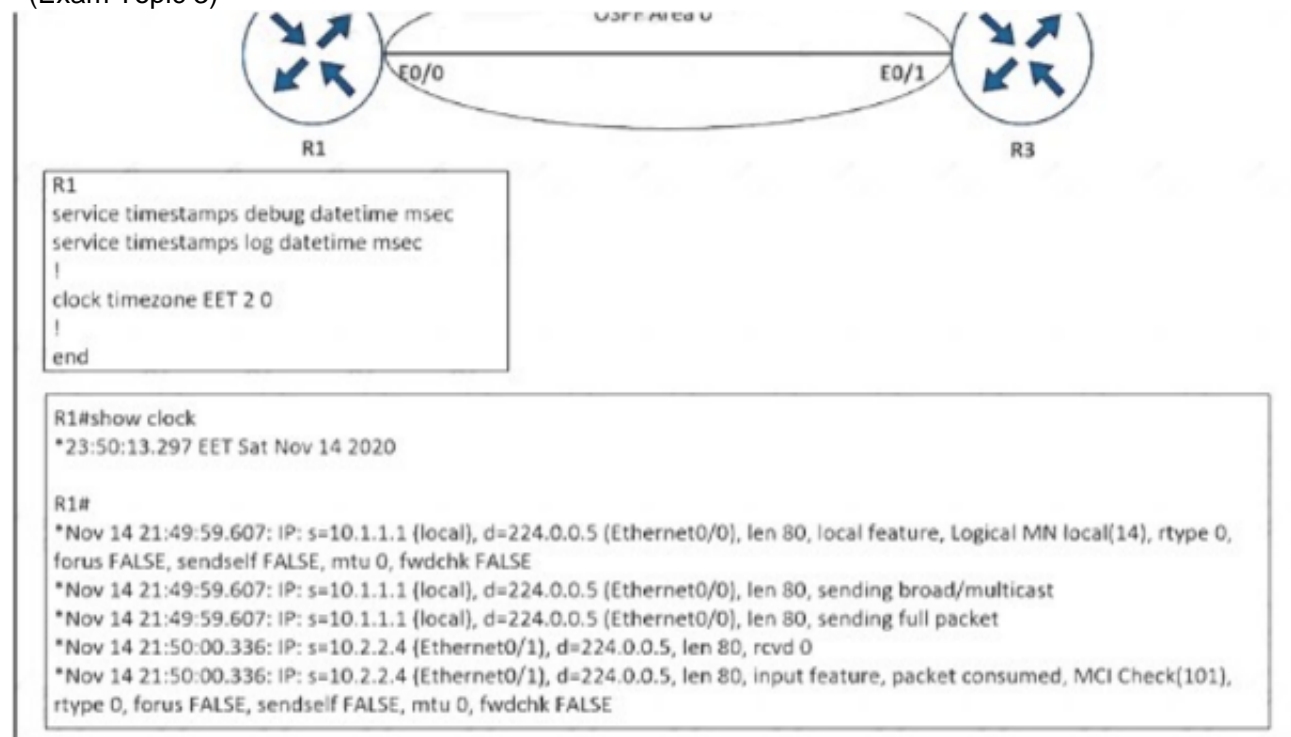 (Exam Topic 3)
OSPF Area 0
E0/0
E0/1
R1
R3
R1
service timestamps debug datetime msec
service timestamps log datetime msec
!
clock timezone EET 2 0
!
end
R1#show clock
*23:50:13.297 EET Sat Nov 14 2020
R1#
*Nov 14 21:49:59.607: IP: s=10.1.1.1 (local), d=224.0.0.5 (Ethernet0/0), len 80, local feature, Logical MN local(14), rtype 0,
forus FALSE, sendself FALSE, mtu 0, fwdchk FALSE
*Nov 14 21:49:59.607: IP: s=10.1.1.1 (local), d=224.0.0.5 (Ethernet0/0), len 80, sending broad/multicast
*Nov 14 21:49:59.607: IP: s=10.1.1.1 (local), d=224.0.0.5 (Ethernet0/0), len 80, sending full packet
*Nov 14 21:50:00.336: IP: s=10.2.2.4 (Ethernet0/1), d=224.0.0.5, len 80, rcvd 0
*Nov 14 21:50:00.336: IP: s=10.2.2.4 (Ethernet0/1), d=224.0.0.5, len 80, input feature, packet consumed, MCI Check(101),
rtype 0, forus FALSE, sendself FALSE, mtu 0, fwdchk FALSE